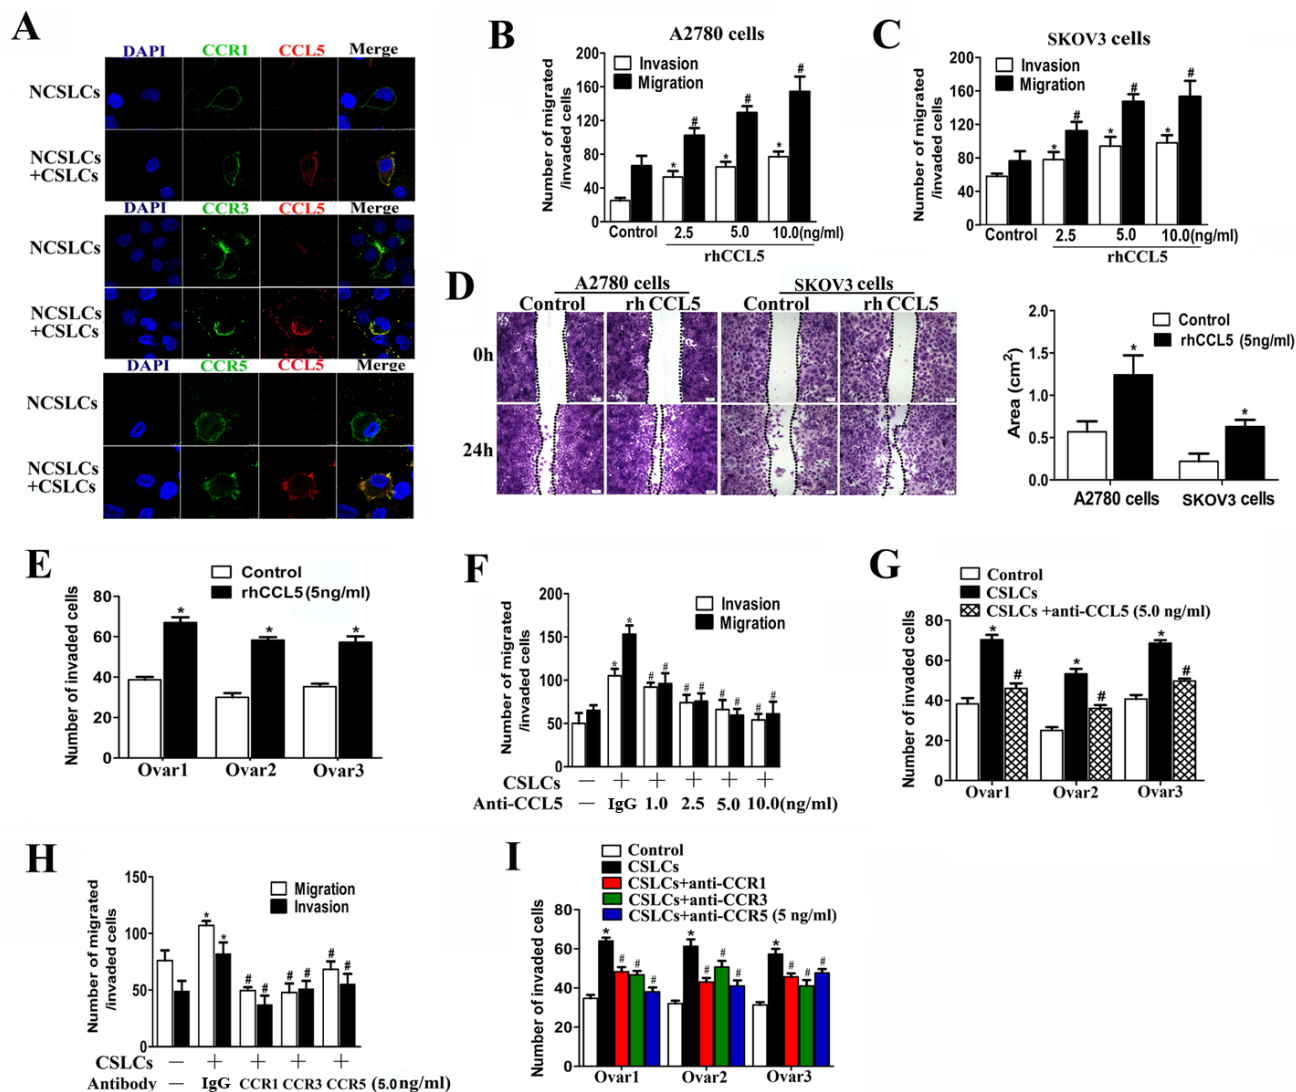 A
DAPI CCR1 CCL5 Merge
NCSLCs
NCSLCs
+CSLCs
DAPI CCR3 CCL5 Merge
NCSLCs
NCSLCs
+CSLCs
DAPI CCR5 CCL5 Merge
NCSLCs
NCSLCs
+CSLCs
B
A2780 cells
Number of migrated
/invaded cells
200
160
120
80
40
0
Invasion
Migration
* # * # * #
Control 2.5 5.0 10.0(ng/ml)
rhCCL5
C
SKOV3 cells
Number of migrated
/invaded cells
200
160
120
80
40
0
Invasion
Migration
* # * # * #
Control 2.5 5.0 10.0(ng/ml)
rhCCL5
D
A2780 cells SKOV3 cells
Control rh CCL5 Control rh CCL5
0h
24h
Area (cm²)
2.0
1.5
1.0
0.5
0.0
Control
rhCCL5 (5ng/ml)
* *
A2780 cells SKOV3 cells
E
Number of invaded cells
80
60
40
20
0
Control
rhCCL5 (5ng/ml)
* * *
Ovar1 Ovar2 Ovar3
F
Number of migrated
/invaded cells
200
150
100
50
0
Invasion
Migration
* * # # # # # # # #
CSLCs — + + + + +
Anti-CCL5 — IgG 1.0 2.5 5.0 10.0(ng/ml)
G
Control
CSLCs
CSLCs +anti-CCL5 (5.0 ng/ml)
Number of invaded cells
80
60
40
20
0
* # * # * #
Ovar1 Ovar2 Ovar3
H
Number of migrated
/invaded cells
150
100
50
0
Migration
Invasion
* * # # # # # #
CSLCs — + + + +
Antibody — IgG CCR1 CCR3 CCR5 (5.0 ng/ml)
I
Control
CSLCs
CSLCs+anti-CCR1
CSLCs+anti-CCR3
CSLCs+anti-CCR5 (5 ng/ml)
Number of invaded cells
80
60
40
20
0
* # # # * # # # * # # #
Ovar1 Ovar2 Ovar3